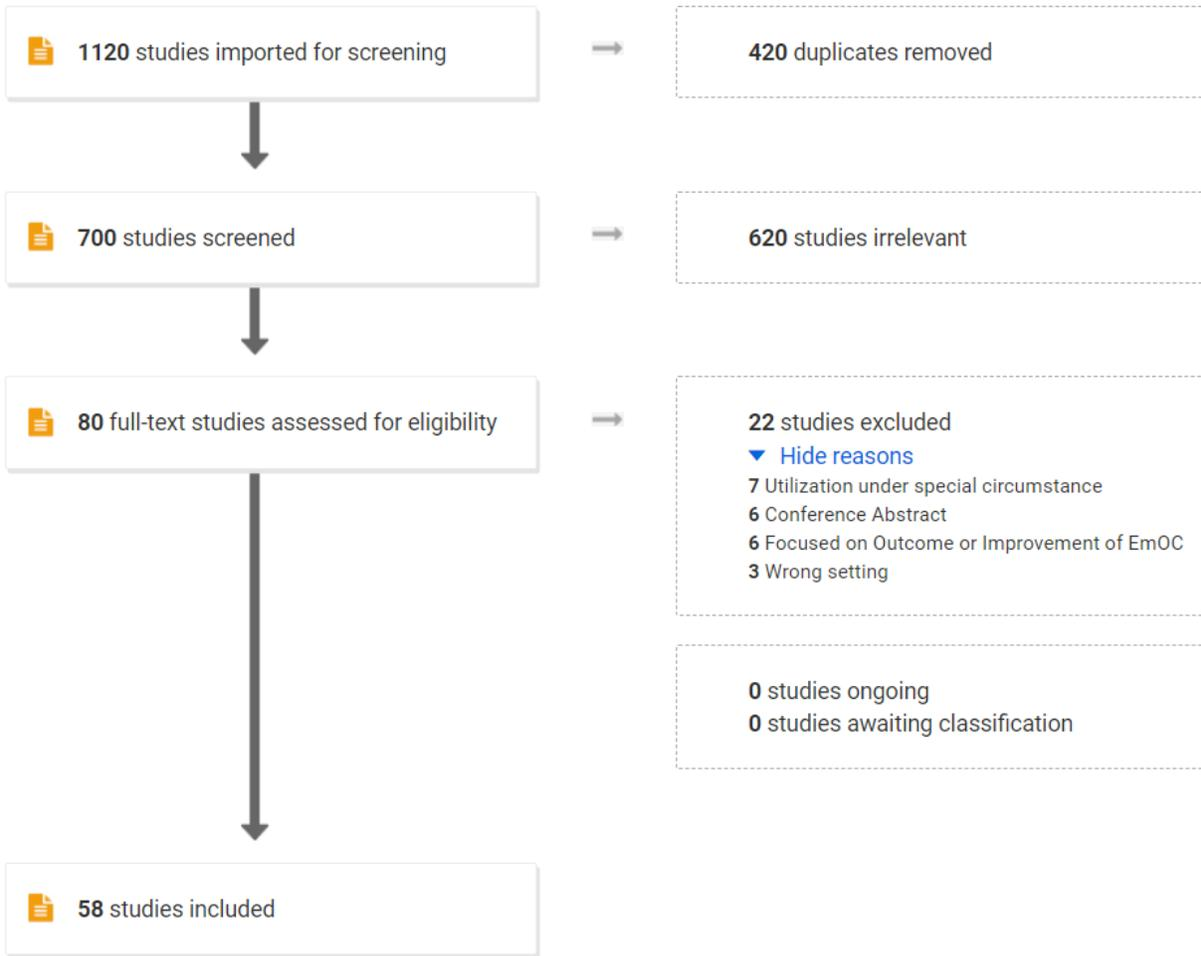 1120 studies imported for screening
420 duplicates removed
700 studies screened
620 studies irrelevant
80 full-text studies assessed for eligibility
22 studies excluded
Hide reasons
7 Utilization under special circumstance
6 Conference Abstract
6 Focused on Outcome or Improvement of EmOC
3 Wrong setting
0 studies ongoing
0 studies awaiting classification
58 studies included